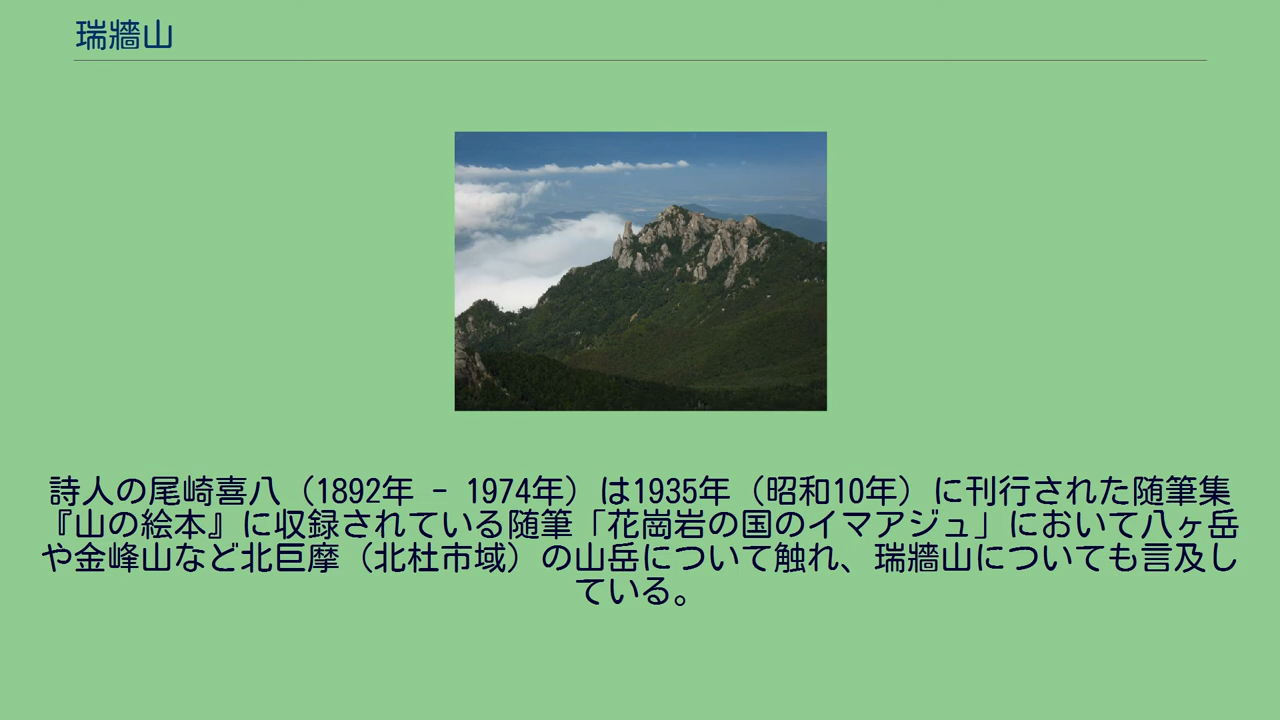 瑞牆山
詩人の尾崎喜八（1892年 - 1974年）は1935年（昭和10年）に刊行された随筆集
『山の絵本』に収録されている随筆「花崗岩の国のイマアジュ」において八ヶ岳
や金峰山など北巨摩（北杜市域）の山岳について触れ、瑞牆山についても言及し
ている。